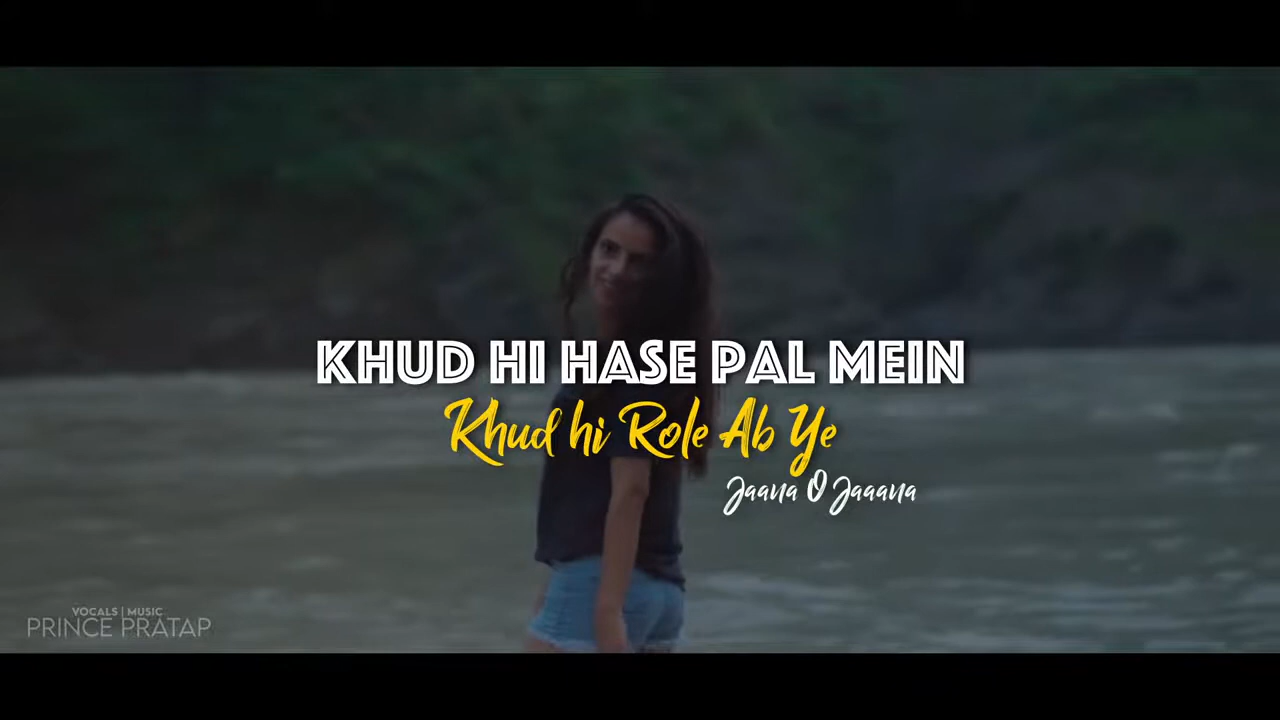 KHUD HI HASE PAL MEIN
Khud hi Role Ab Ye
Jaana O Jaaana
VOCALS | MUSIC
PRINCE PRATAP